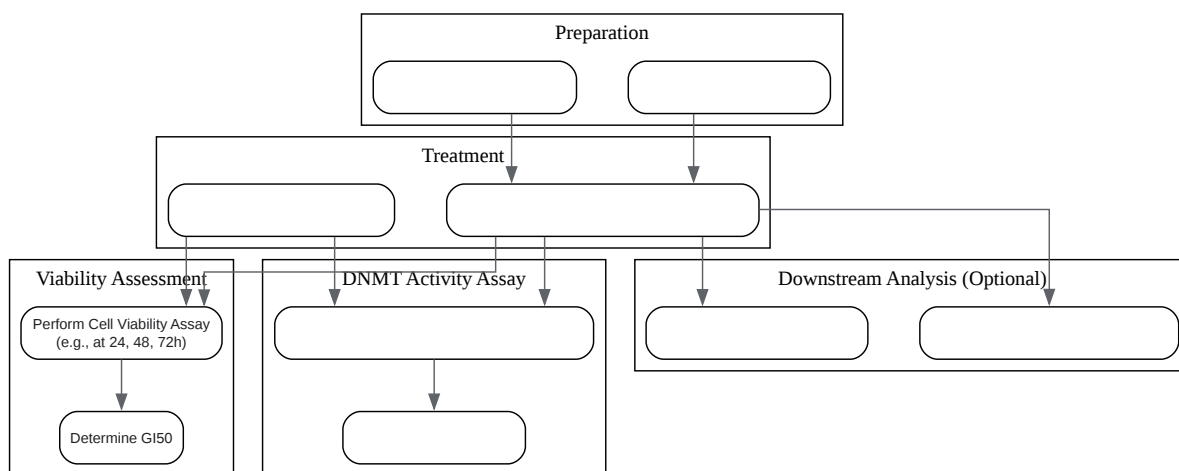 Preparation
Treatment
Viability Assessment
DNMT Activity Assay
Downstream Analysis (Optional)
Perform Cell Viability Assay
(e.g., at 24, 48, 72h)
Determine GI50